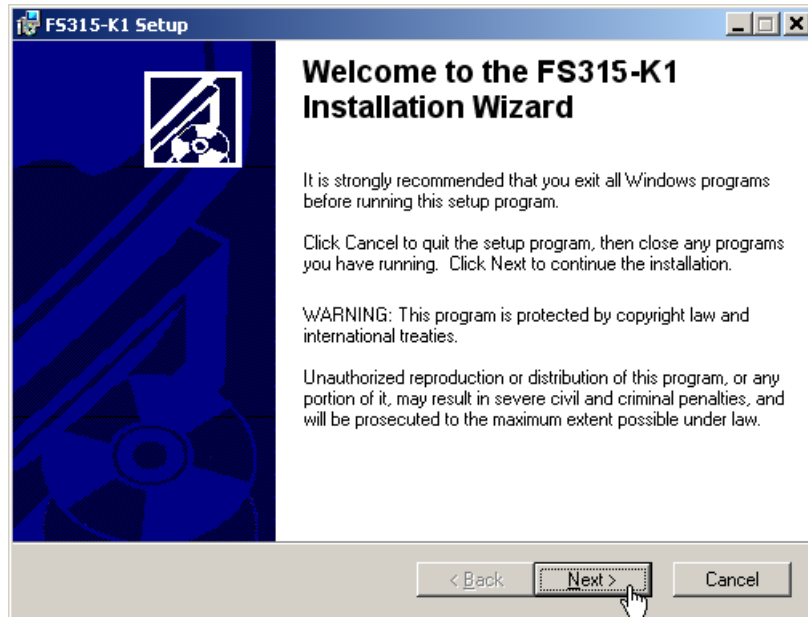 FS315-K1 Setup
Welcome to the FS315-K1
Installation Wizard
It is strongly recommended that you exit all Windows programs
before running this setup program.
Click Cancel to quit the setup program, then close any programs
you have running.  Click Next to continue the installation.
WARNING: This program is protected by copyright law and
international treaties.
Unauthorized reproduction or distribution of this program, or any
portion of it, may result in severe civil and criminal penalties, and
will be prosecuted to the maximum extent possible under law.
< Back Next > Cancel